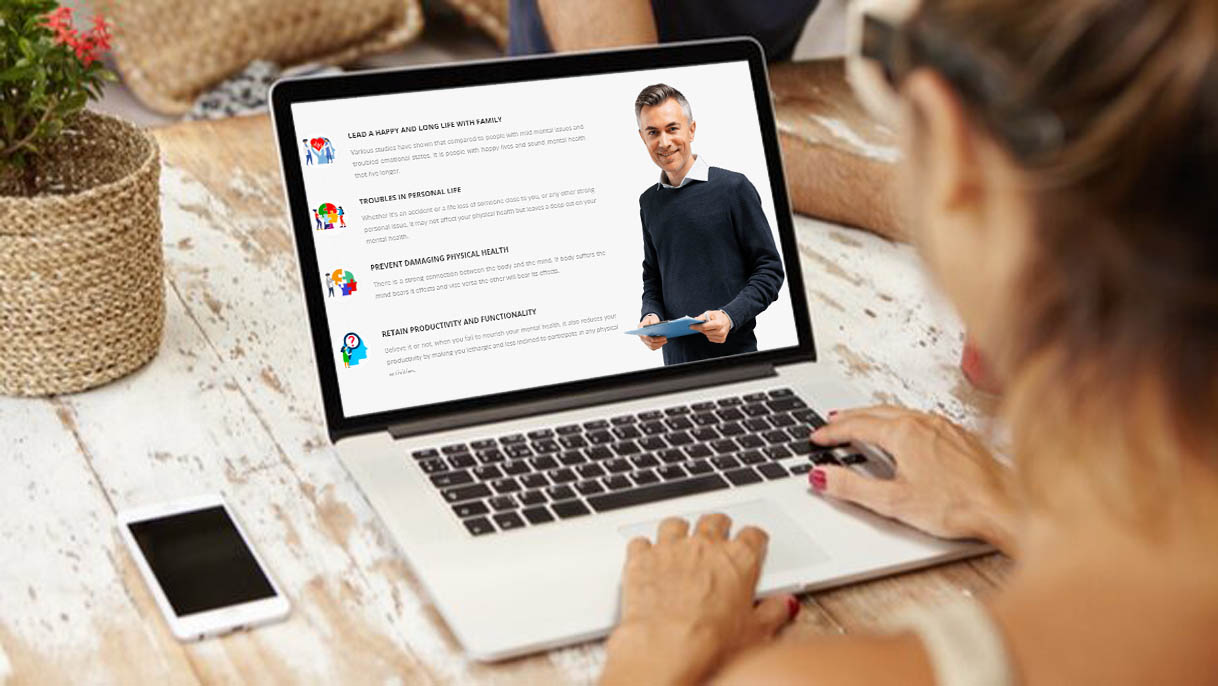 LEAD A HAPPY AND LONG LIFE WITH FAMILY
Various studies have shown that compared to people with mild mental issues and
troubled emotional states. It is people with happy lives and sound mental health
that live longer.
TROUBLES IN PERSONAL LIFE
Whether it's an accident or a life loss of someone close to you, or any other strong
personal issue. It may not affect your physical health but leaves a deep cut on your
mental health.
PREVENT DAMAGING PHYSICAL HEALTH
There is a strong connection between the body and the mind. If body suffers the
mind bears it effects and vice versa the other will bear its effects.
RETAIN PRODUCTIVITY AND FUNCTIONALITY
Believe it or not, when you fail to nourish your mental health, it also reduces your
productivity by making you lethargic and less inclined to participate in any physical
activities.
?